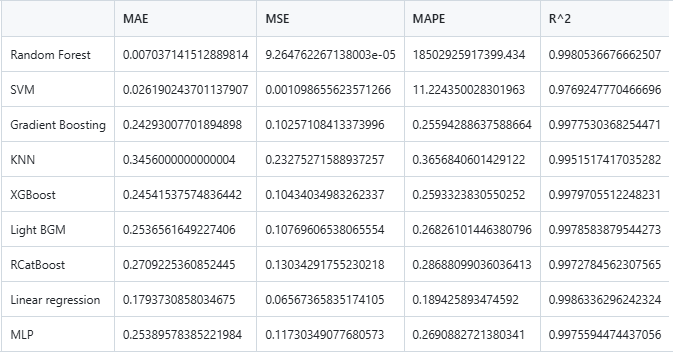 MAE MSE MAPE R^2
Random Forest 0.007037141512889814 9.264762267138003e-05 18502925917399.434 0.9980536676662507
SVM 0.026190243701137907 0.001098655623571266 11.224350028301963 0.9769247770466696
Gradient Boosting 0.24293007701894898 0.10257108413373996 0.25594288637588664 0.9977530368254471
KNN 0.3456000000000004 0.23275271588937257 0.3656840601429122 0.9951517417035282
XGBoost 0.24541537574836442 0.10434034983262337 0.2593323830550252 0.9979705512248231
Light BGM 0.2536561649227406 0.10769606538065554 0.26826101446380796 0.9978583879544273
RCatBoost 0.2709225360852445 0.13034291755230218 0.28688099036036413 0.9972784562307565
Linear regression 0.1793730858034675 0.06567365835174105 0.189425893474592 0.9986336296242324
MLP 0.25389578385221984 0.11730349077680573 0.2690882721380341 0.9975594474437056